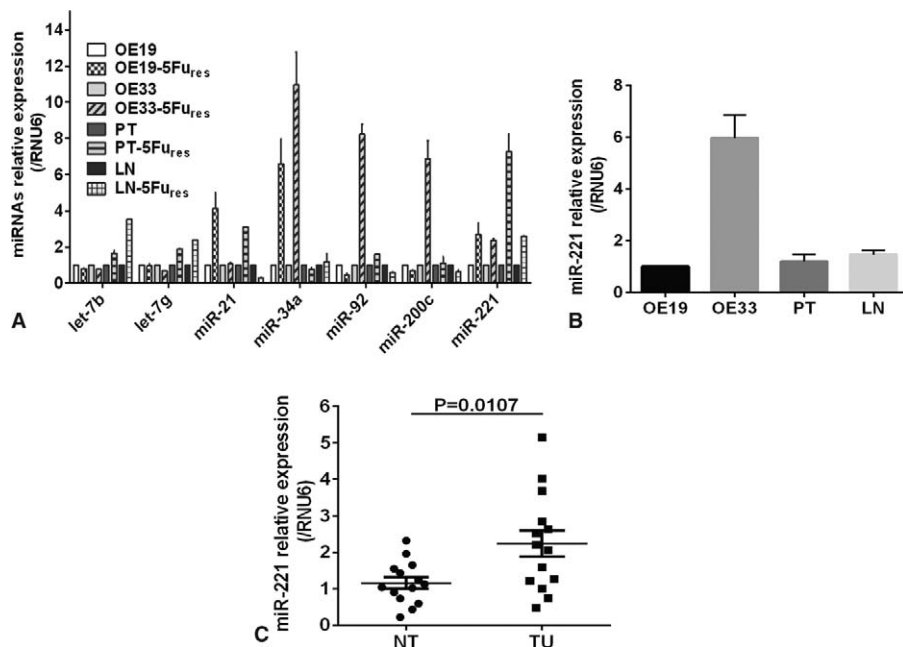 miRNAs relative expression
(/RNU6)
16
12
8
4
2
0
OE19
OE19-5Fures
OE33
OE33-5Fures
PT
PT-5Fures
LN
LN-5Fures
let-7b
let-7g
miR-21
miR-34a
miR-92
miR-200c
miR-221
A
miR-221 relative expression
(/RNU6)
8
6
4
2
0
OE19
OE33
PT
LN
B
miR-221 relative expression
(/RNU6)
P=0.0107
6
5
4
3
2
1
0
NT
TU
C